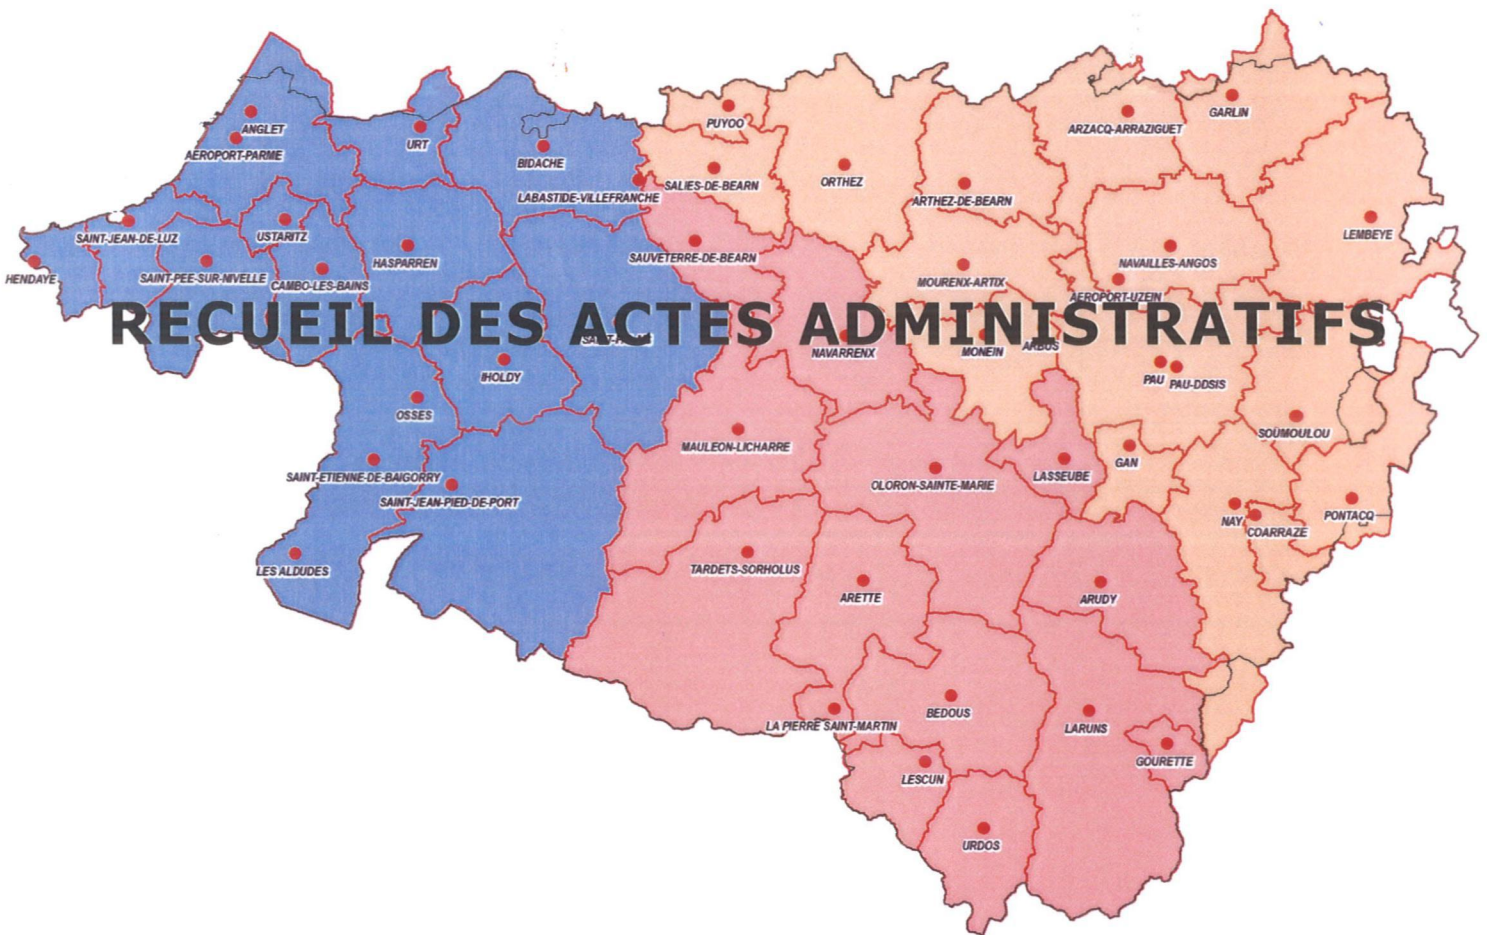 GARLIN
PUYOO
ANGLET
ARZACQ-ARRAZIGUET
URT
AEROPORT-PARME
BIDACHE
ORTHEZ
SALIES-DE-BEARN
LABASTIDE-VILLEFRANCHE
ARTHEZ-DE-BEARN
LEMBEYE
SAINT-JEAN-DE-LUZ
USTARITZ
SAUVETERRE-DE-BEARN
HASPARREN
NAVAILLES-ANGOS
HENDAYE
SAINT-PEE-SUR-NIVELLE
CAMBO-LES-BAINS
MOURENX-ARTIX
AEROPORT-UZEIN
RECUEIL DES ACTES ADMINISTRATIFS
ARBUS
NAVARRENX
MONEIN
IHOLDY
PAU
PAU-DDSIS
OSSES
SOUMOULOU
MAULEON-LICHARRE
GAN
SAINT-ETIENNE-DE-BAIGORRY
LASSEUBE
OLORON-SAINTE-MARIE
SAINT-JEAN-PIED-DE-PORT
PONTACQ
NAY
COARRAZE
LES ALDUDES
TARDETS-SORHOLUS
ARETTE
ARUDY
BEDOUS
LA PIERRE SAINT-MARTIN
LARUNS
GOURETTE
LESCUN
URDOS